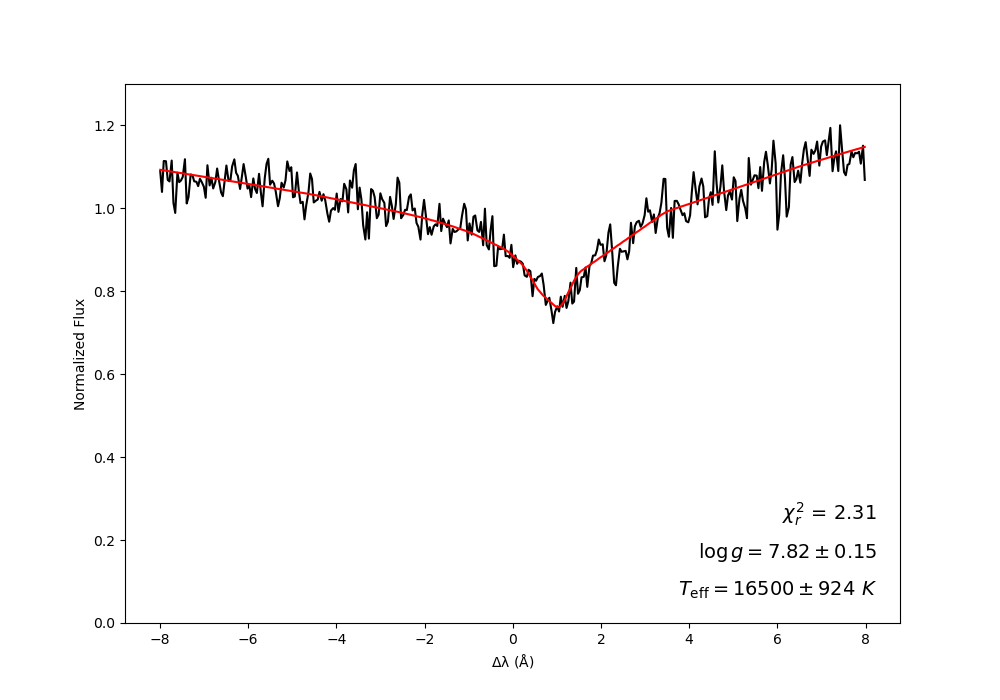 1.2
1.0
0.8
0.6
0.4
0.2
0.0
Normalized Flux
χ²ᵣ = 2.31
log g = 7.82 ± 0.15
T_eff = 16500 ± 924 K
−8 −6 −4 −2 0 2 4 6 8
Δλ (Å)